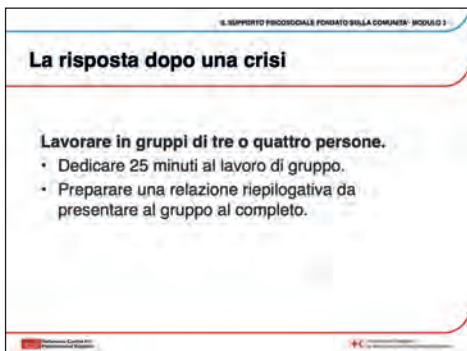 IL SUPPORTO PSICOSOCIALE FONDATO SULLA COMUNITÀ · MODULO 3
La risposta dopo una crisi
Lavorare in gruppi di tre o quattro persone.
• Dedicare 25 minuti al lavoro di gruppo.
• Preparare una relazione riepilogativa da
presentare al gruppo al completo.